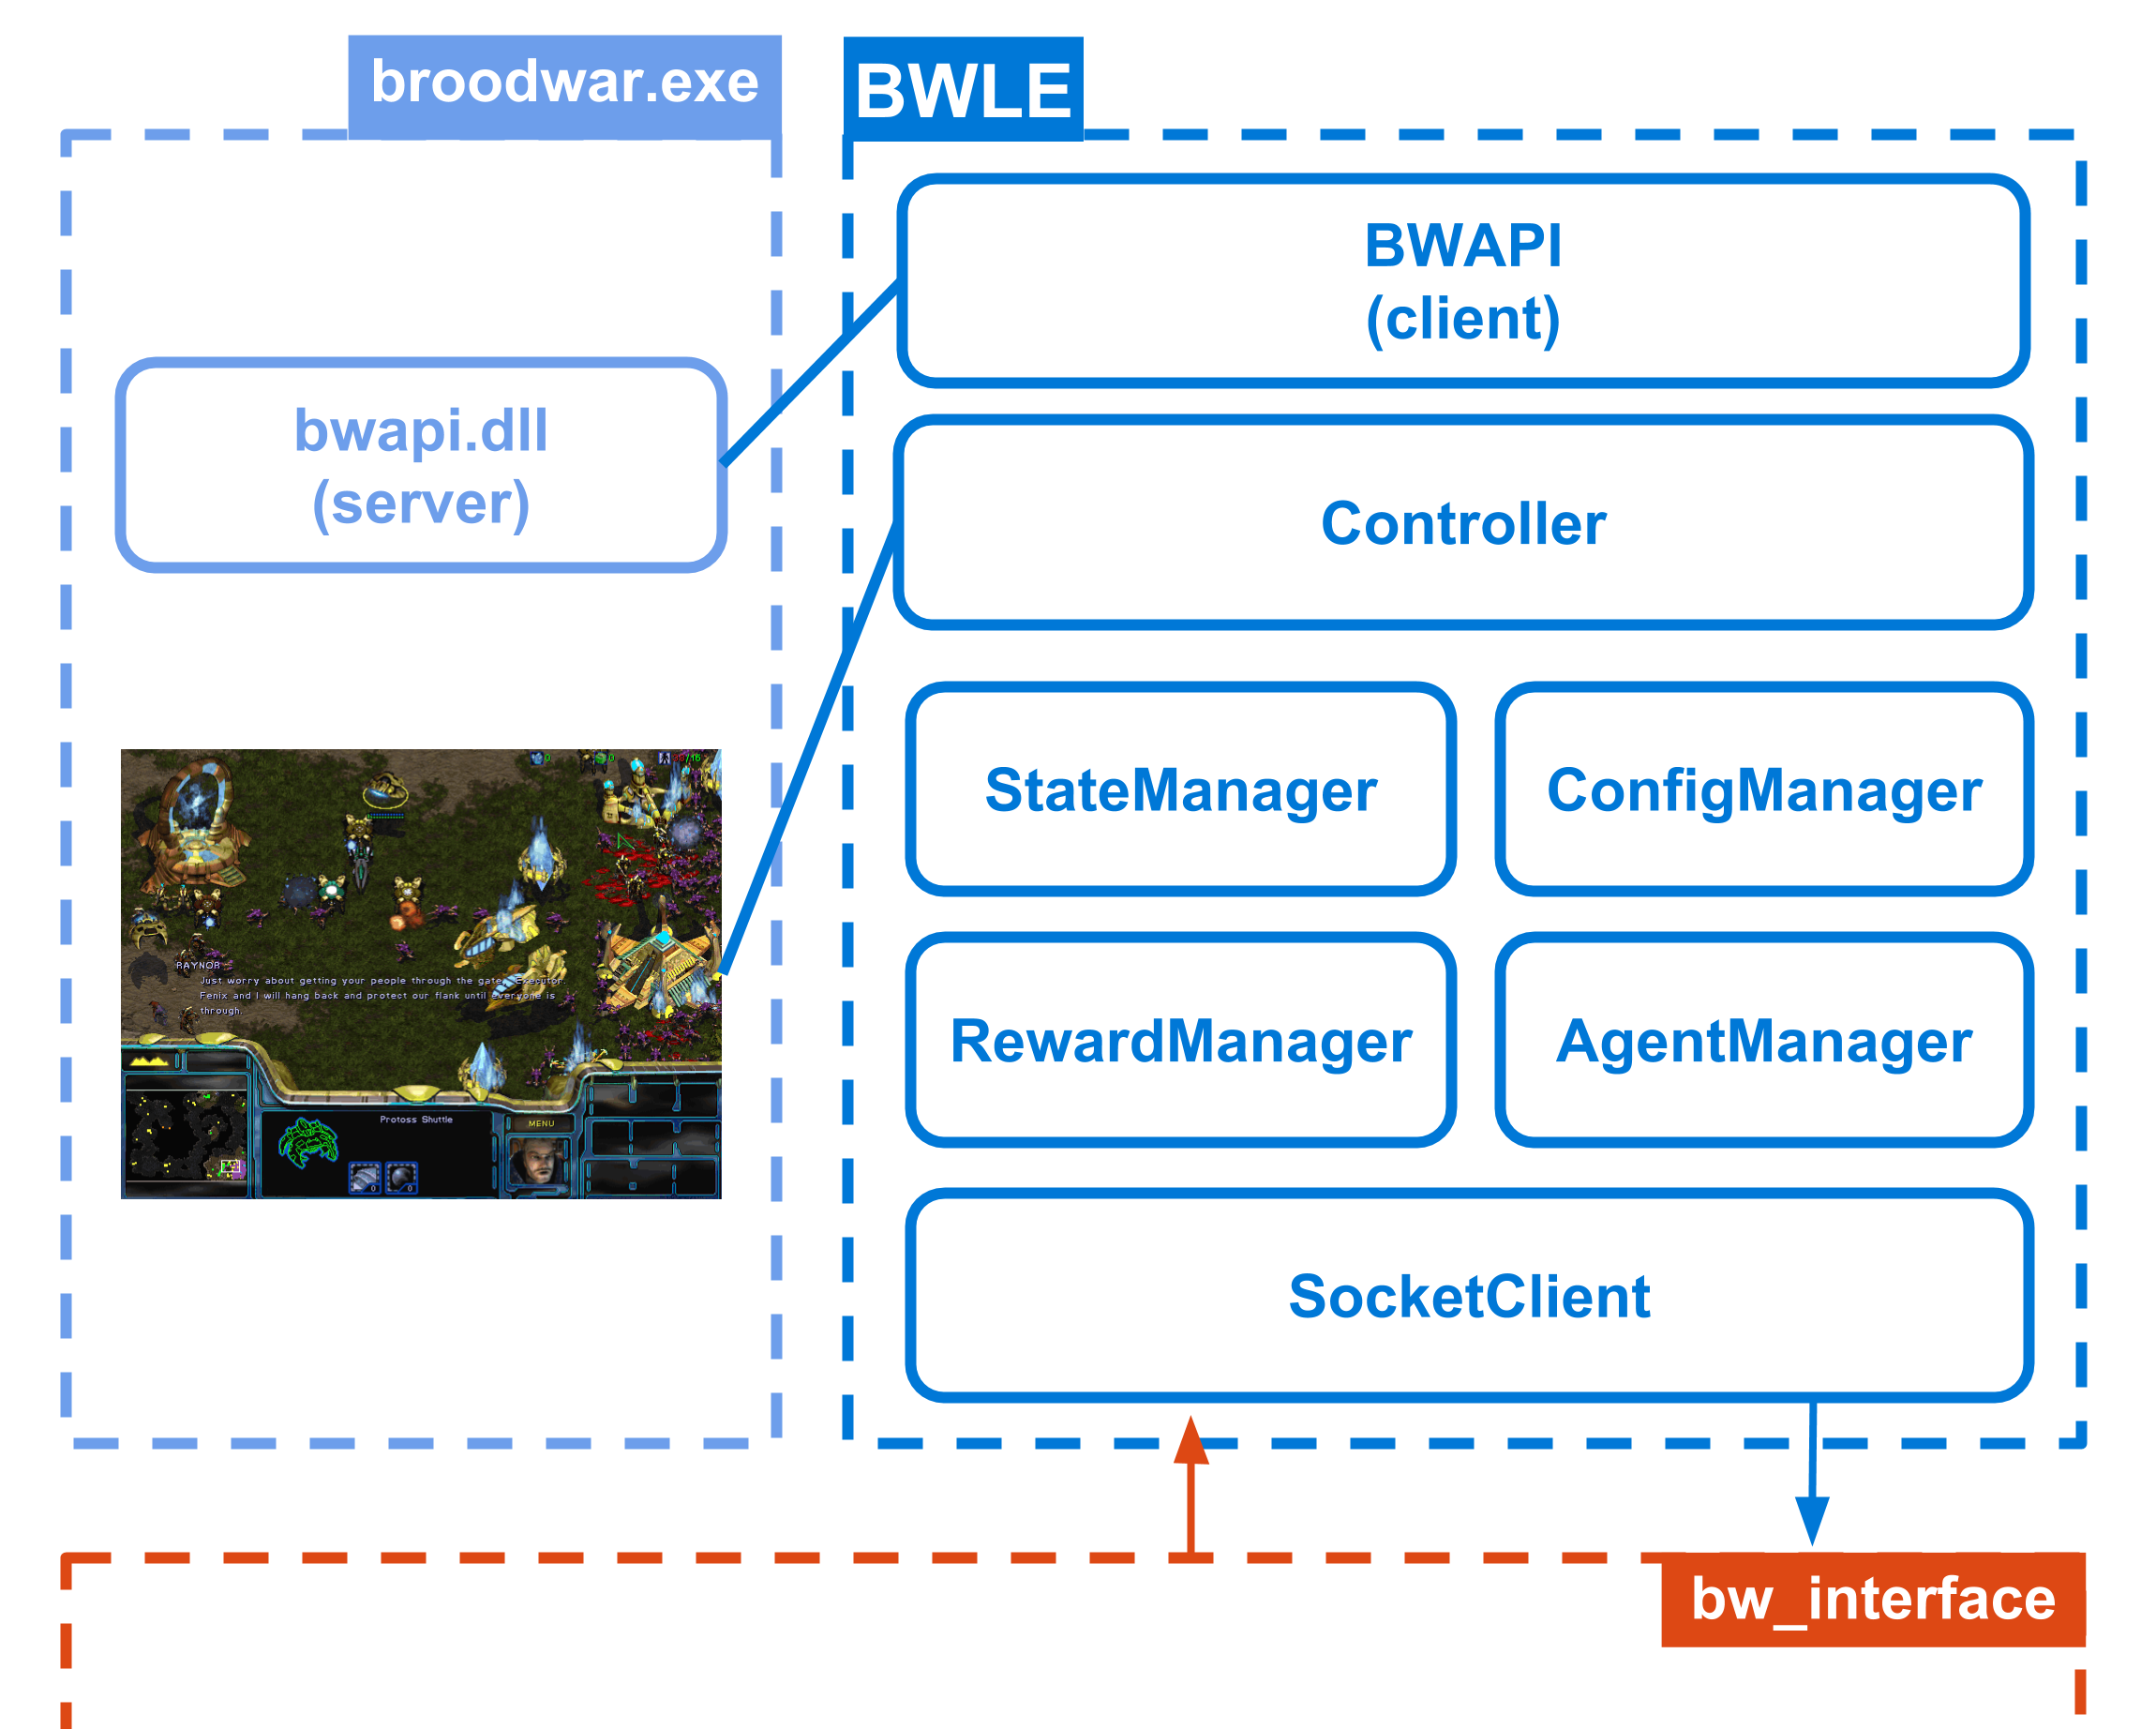 broodwar.exe
BWLE
bwapi.dll
(server)
BWAPI
(client)
Controller
StateManager
ConfigManager
RewardManager
AgentManager
SocketClient
RAYNOR
Just worry about getting your people through the gate, Executor.
Fenix and I will hang back and protect our flank until everyone is
through.
Protoss Shuttle
MENU
0
0
bw_interface